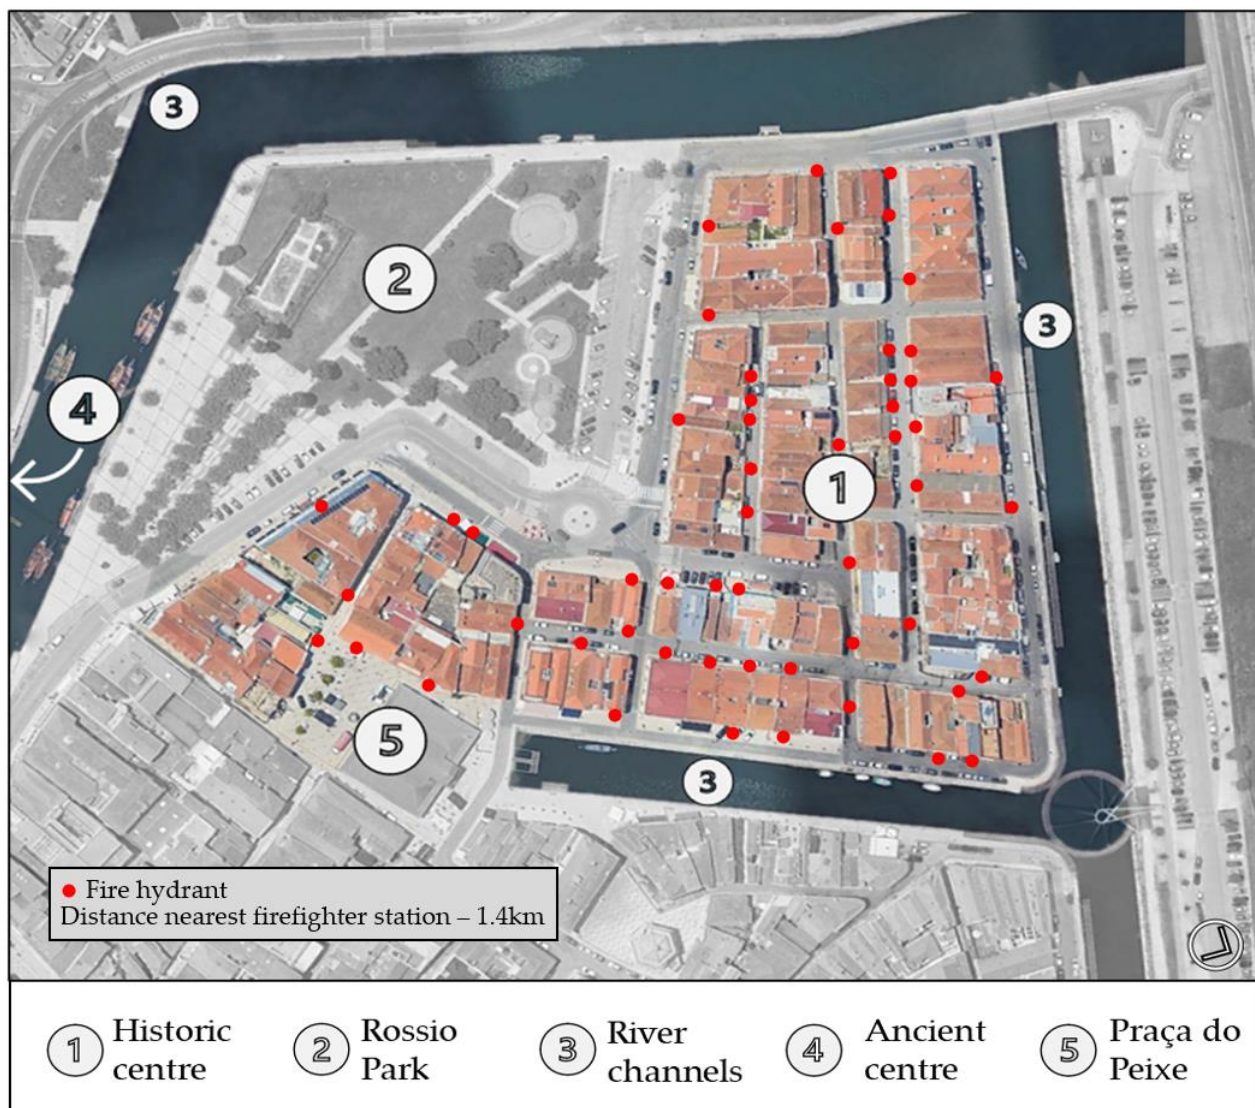 3
2
3
4
1
5
3
Fire hydrant
Distance nearest firefighter station – 1.4km
1 Historic centre
2 Rossio Park
3 River channels
4 Ancient centre
5 Praça do Peixe